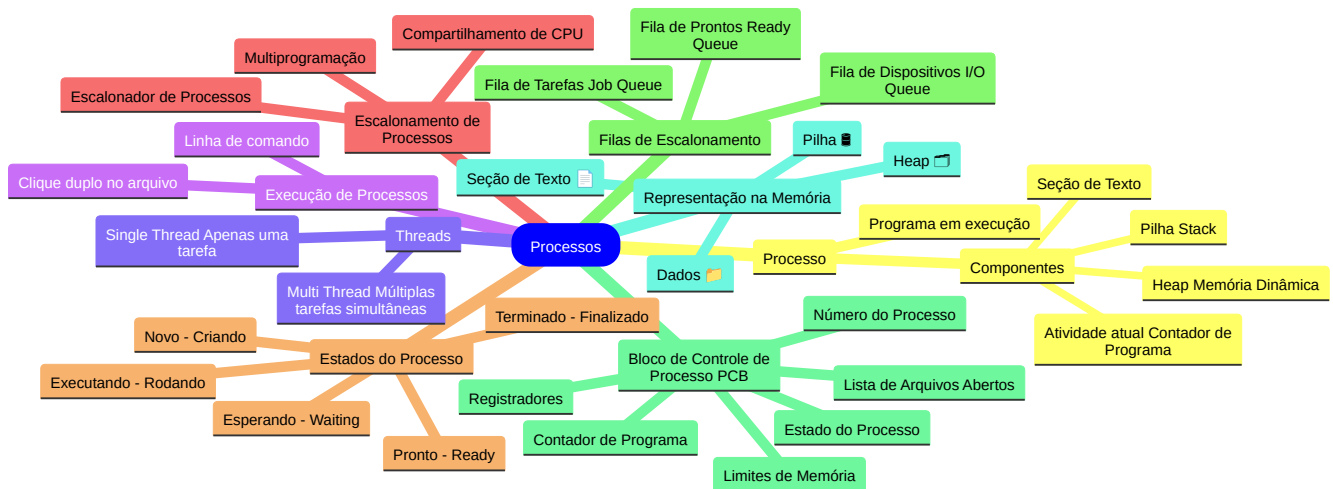 Compartilhamento de CPU
Multiprogramação
Escalonador de Processos
Escalonamento de
Processos
Fila de Prontos Ready
Queue
Fila de Tarefas Job Queue
Fila de Dispositivos I/O
Queue
Filas de Escalonamento
Linha de comando
Clique duplo no arquivo
Execução de Processos
Pilha
Heap
Seção de Texto
Representação na Memória
Dados
Single Thread Apenas uma
tarefa
Threads
Multi Thread Múltiplas
tarefas simultâneas
Processos
Programa em execução
Processo
Seção de Texto
Pilha Stack
Componentes
Heap Memória Dinâmica
Atividade atual Contador de
Programa
Novo - Criando
Terminado - Finalizado
Estados do Processo
Executando - Rodando
Esperando - Waiting
Pronto - Ready
Número do Processo
Bloco de Controle de
Processo PCB
Registradores
Lista de Arquivos Abertos
Contador de Programa
Estado do Processo
Limites de Memória